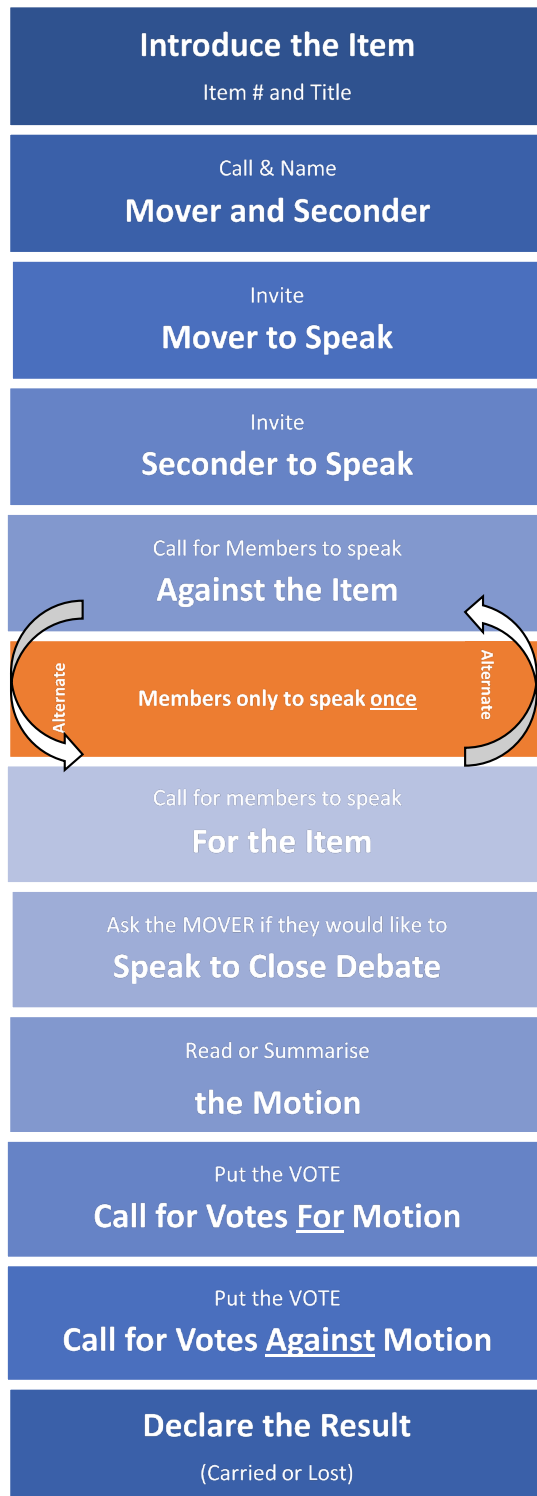 Introduce the Item
Item # and Title
Call & Name
Mover and Seconder
Invite
Mover to Speak
Invite
Seconder to Speak
Call for Members to speak
Against the Item
Alternate
Members only to speak once
Alternate
Call for members to speak
For the Item
Ask the MOVER if they would like to
Speak to Close Debate
Read or Summarise
the Motion
Put the VOTE
Call for Votes For Motion
Put the VOTE
Call for Votes Against Motion
Declare the Result
(Carried or Lost)